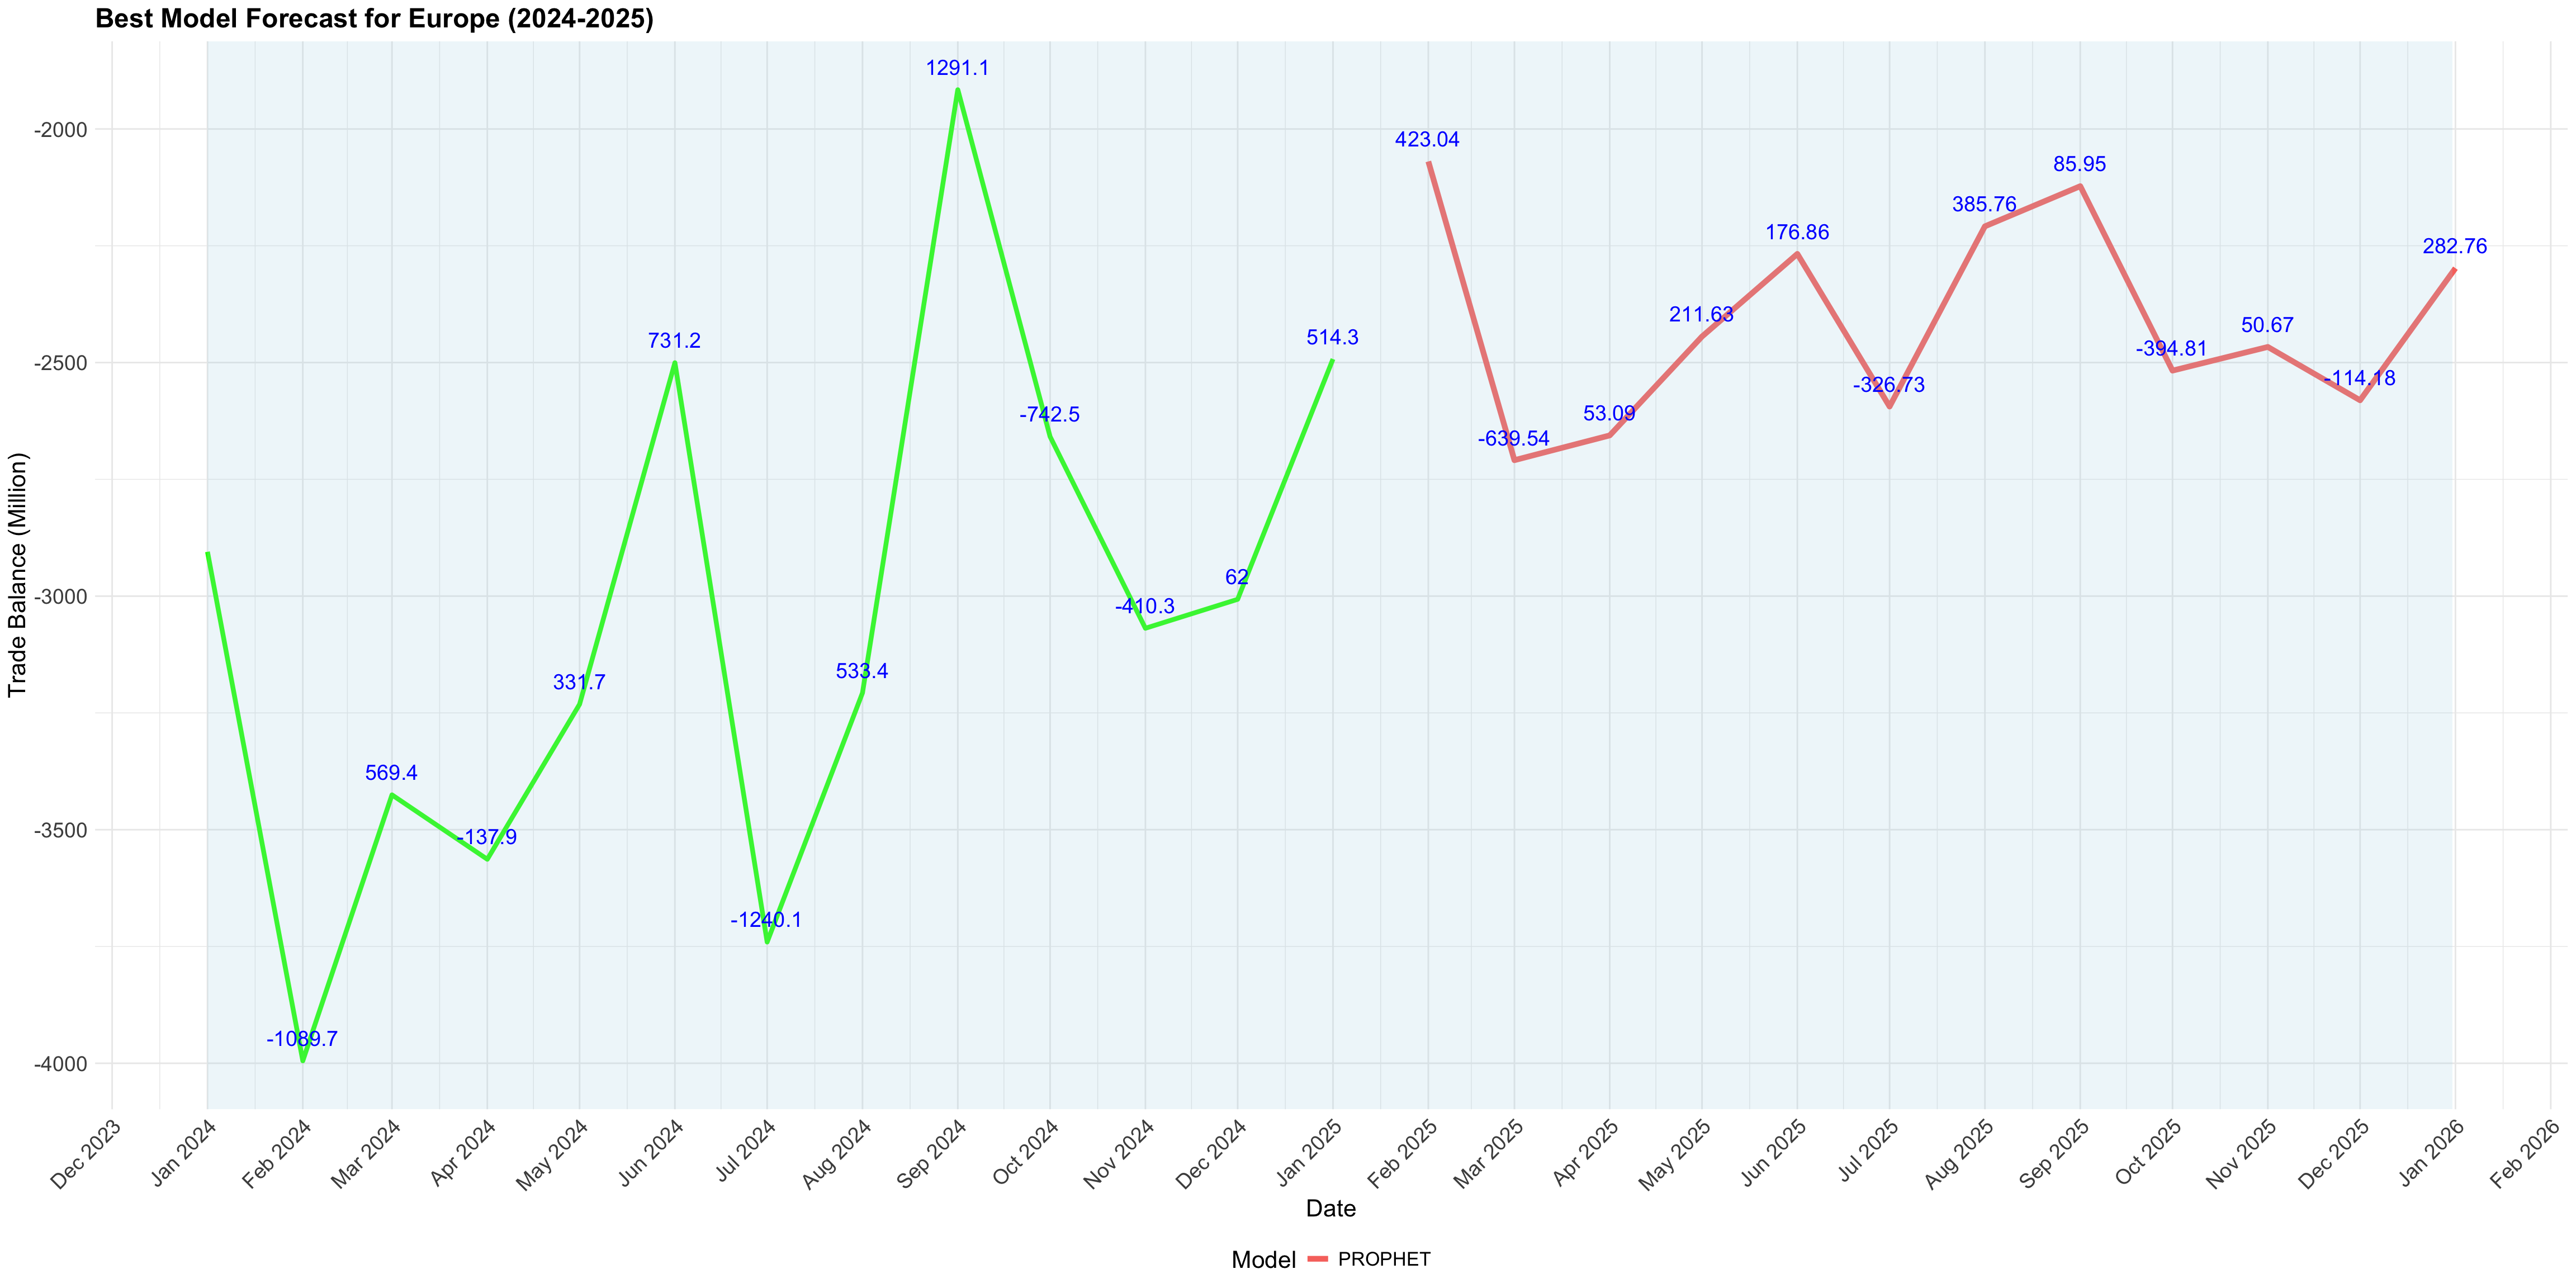 Best Model Forecast for Europe (2024-2025)
Trade Balance (Million)
-2000
-2500
-3000
-3500
-4000
-1089.7
569.4
-137.9
331.7
731.2
-1240.1
533.4
1291.1
-742.5
-410.3
62
514.3
423.04
-639.54
53.09
211.63
176.86
-326.73
385.76
85.95
-394.81
50.67
-114.18
282.76
Dec 2023
Jan 2024
Feb 2024
Mar 2024
Apr 2024
May 2024
Jun 2024
Jul 2024
Aug 2024
Sep 2024
Oct 2024
Nov 2024
Dec 2024
Jan 2025
Feb 2025
Mar 2025
Apr 2025
May 2025
Jun 2025
Jul 2025
Aug 2025
Sep 2025
Oct 2025
Nov 2025
Dec 2025
Jan 2026
Feb 2026
Date
Model PROPHET